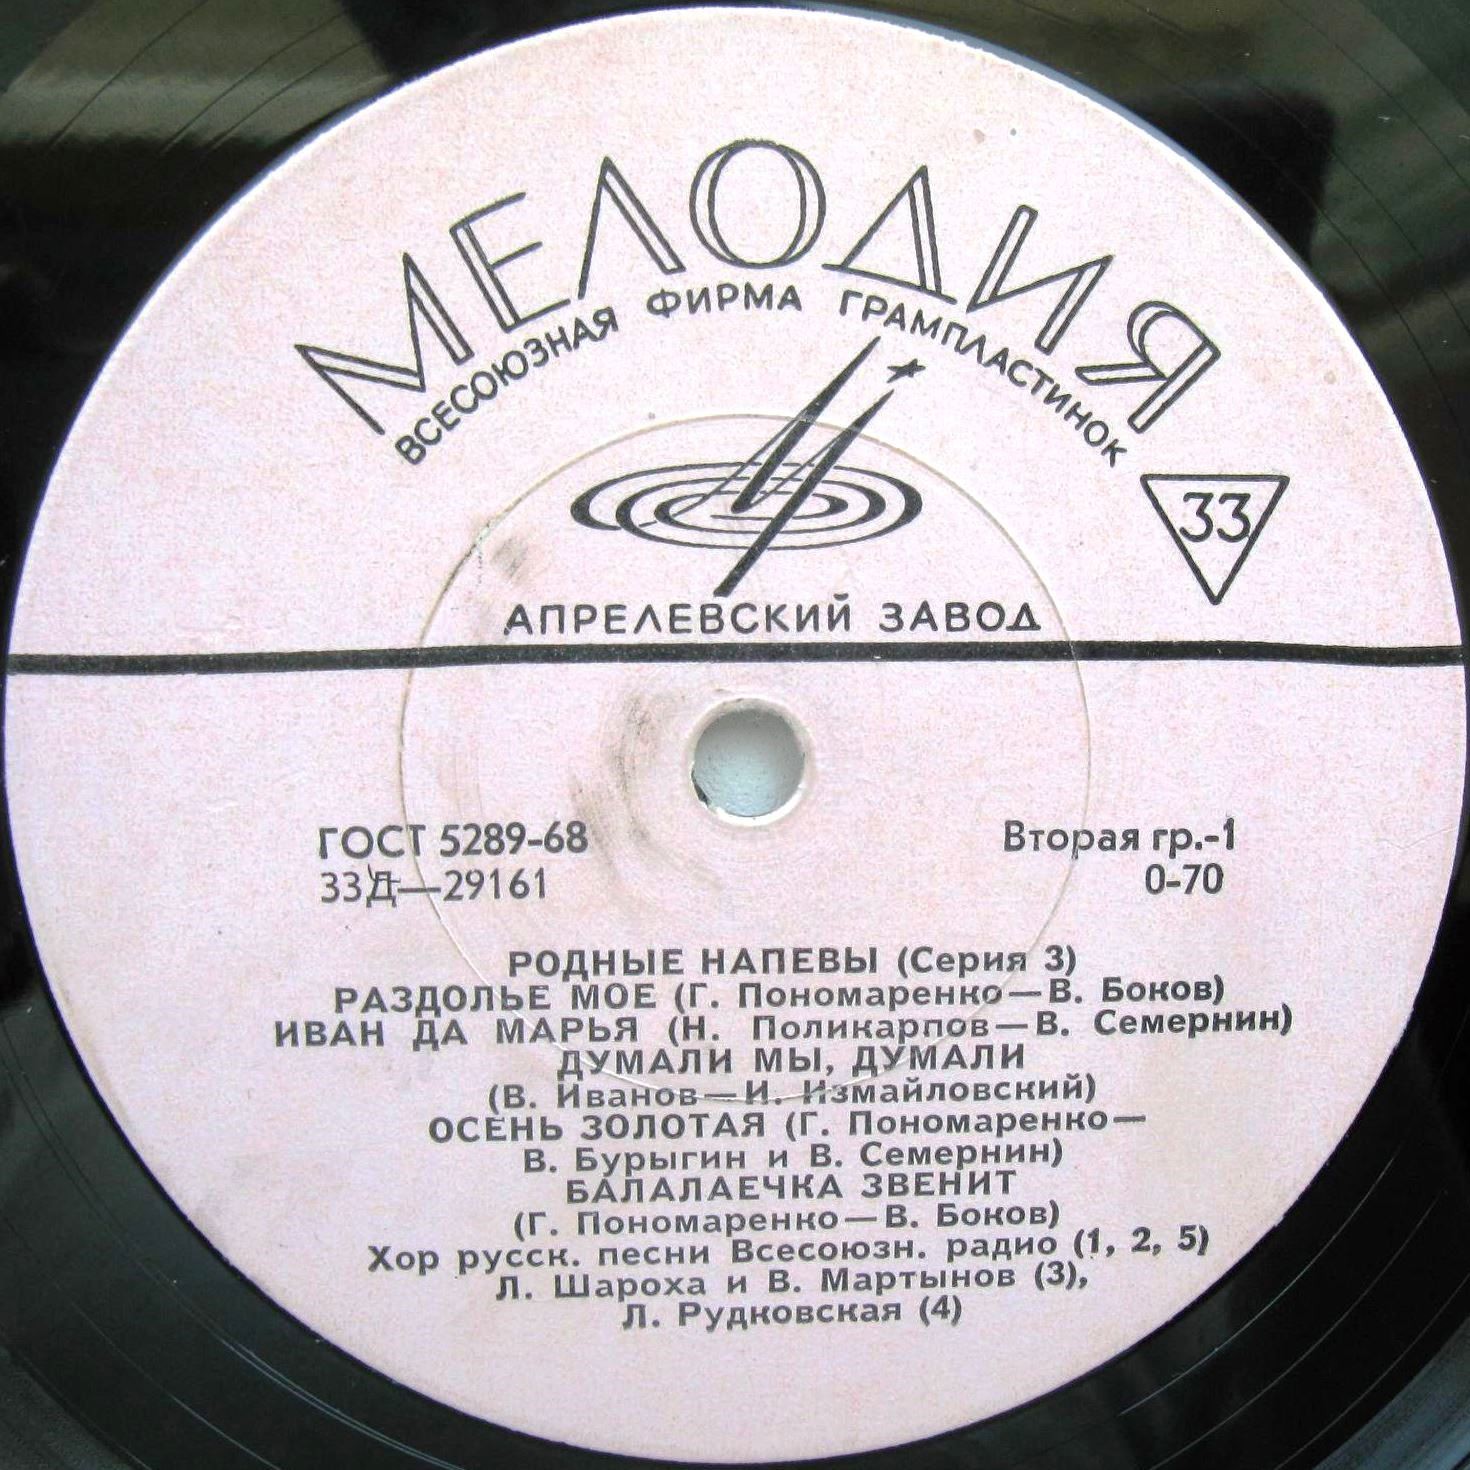 МЕЛОДИЯ
ВСЕСОЮЗНАЯ ФИРМА ГРАМПЛАСТИНОК
33
АПРЕЛЕВСКИЙ ЗАВОД
ГОСТ 5289-68
Вторая гр.-1
33Д—29161
0-70
РОДНЫЕ НАПЕВЫ (Серия 3)
РАЗДОЛЬЕ МОЕ (Г. Пономаренко—В. Боков)
ИВАН ДА МАРЬЯ (Н. Поликарпов—В. Семернин)
ДУМАЛИ МЫ, ДУМАЛИ
(В. Иванов—И. Измайловский)
ОСЕНЬ ЗОЛОТАЯ (Г. Пономаренко—
В. Бурыгин и В. Семернин)
БАЛАЛАЕЧКА ЗВЕНИТ
(Г. Пономаренко—В. Боков)
Хор русск. песни Всесоюзн. радио (1, 2, 5)
Л. Шароха и В. Мартынов (3),
Л. Рудковская (4)